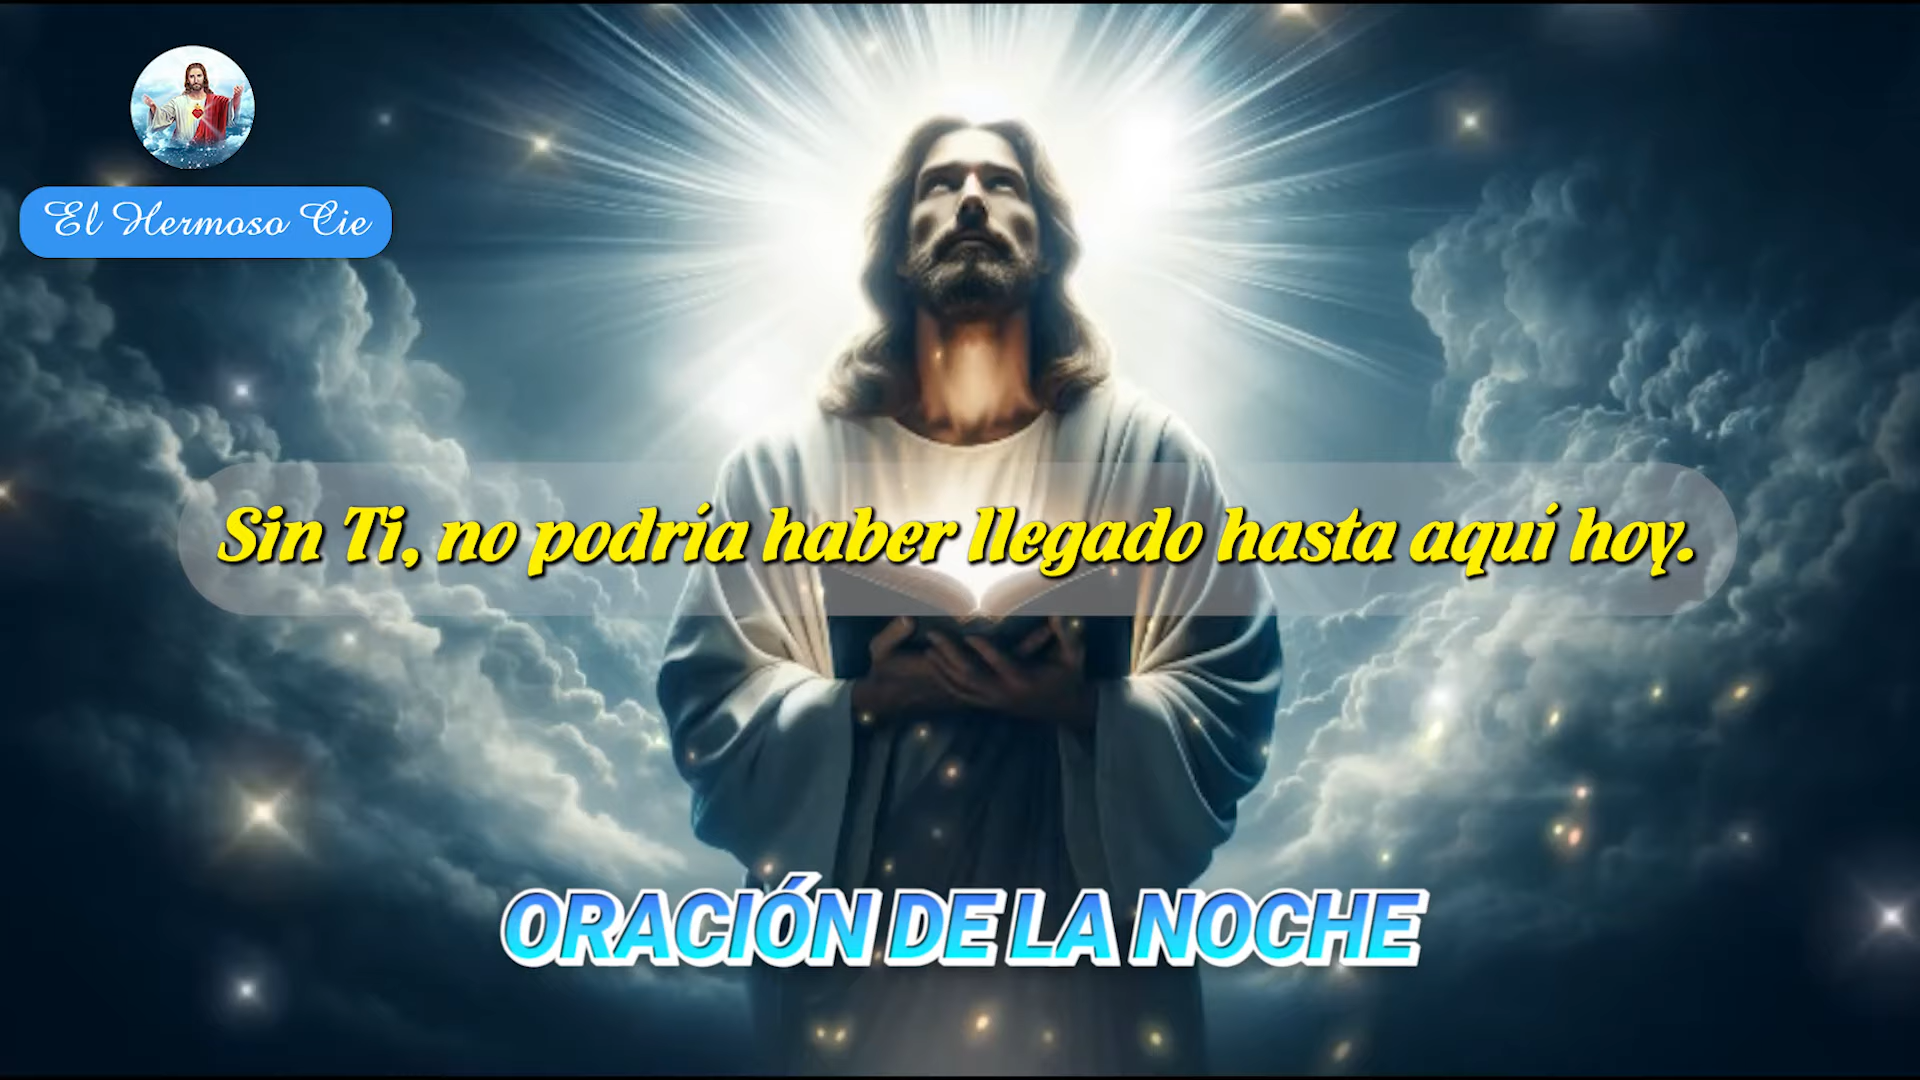 El Hermoso Cie
Sin Ti, no podría haber llegado hasta aquí hoy.
ORACIÓN DE LA NOCHE